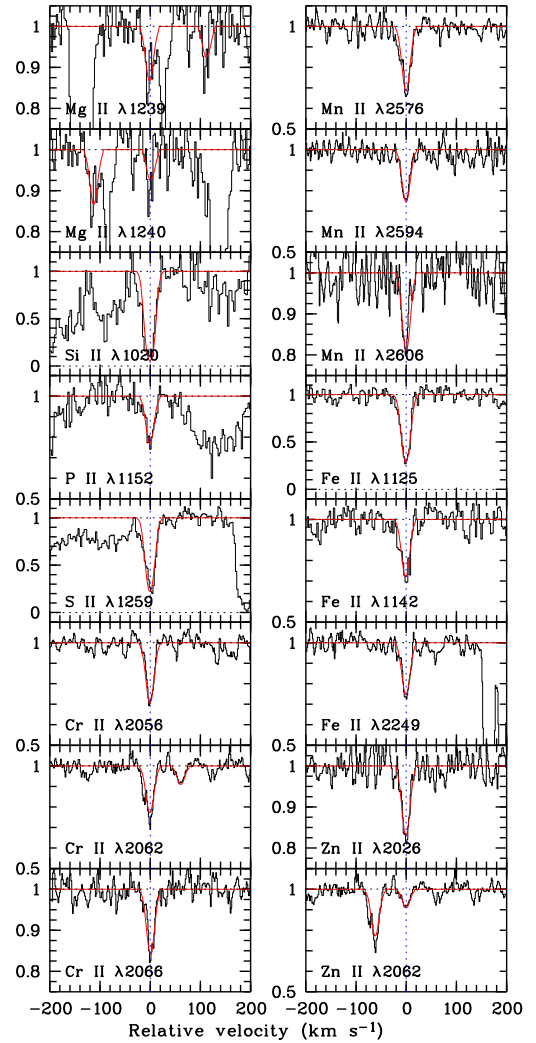 1
0.9
0.8
Mg II λ1239
1
0.9
0.8
Mg II λ1240
1
0.5
0
Si II λ1020
1
P II λ1152
0.5
1
0.5
0
S II λ1259
1
Cr II λ2056
0.5
1
Cr II λ2062
0.5
1
0.9
0.8
Cr II λ2066
-200 -100 0 100 200
1
Mn II λ2576
0.5
1
Mn II λ2594
0.5
1
0.9
0.8
Mn II λ2606
1
0.5
0
Fe II λ1125
1
Fe II λ1142
0.5
1
Fe II λ2249
1
0.9
0.8
Zn II λ2026
1
Zn II λ2062
0.5
-200 -100 0 100 200
Relative velocity (km s⁻¹)